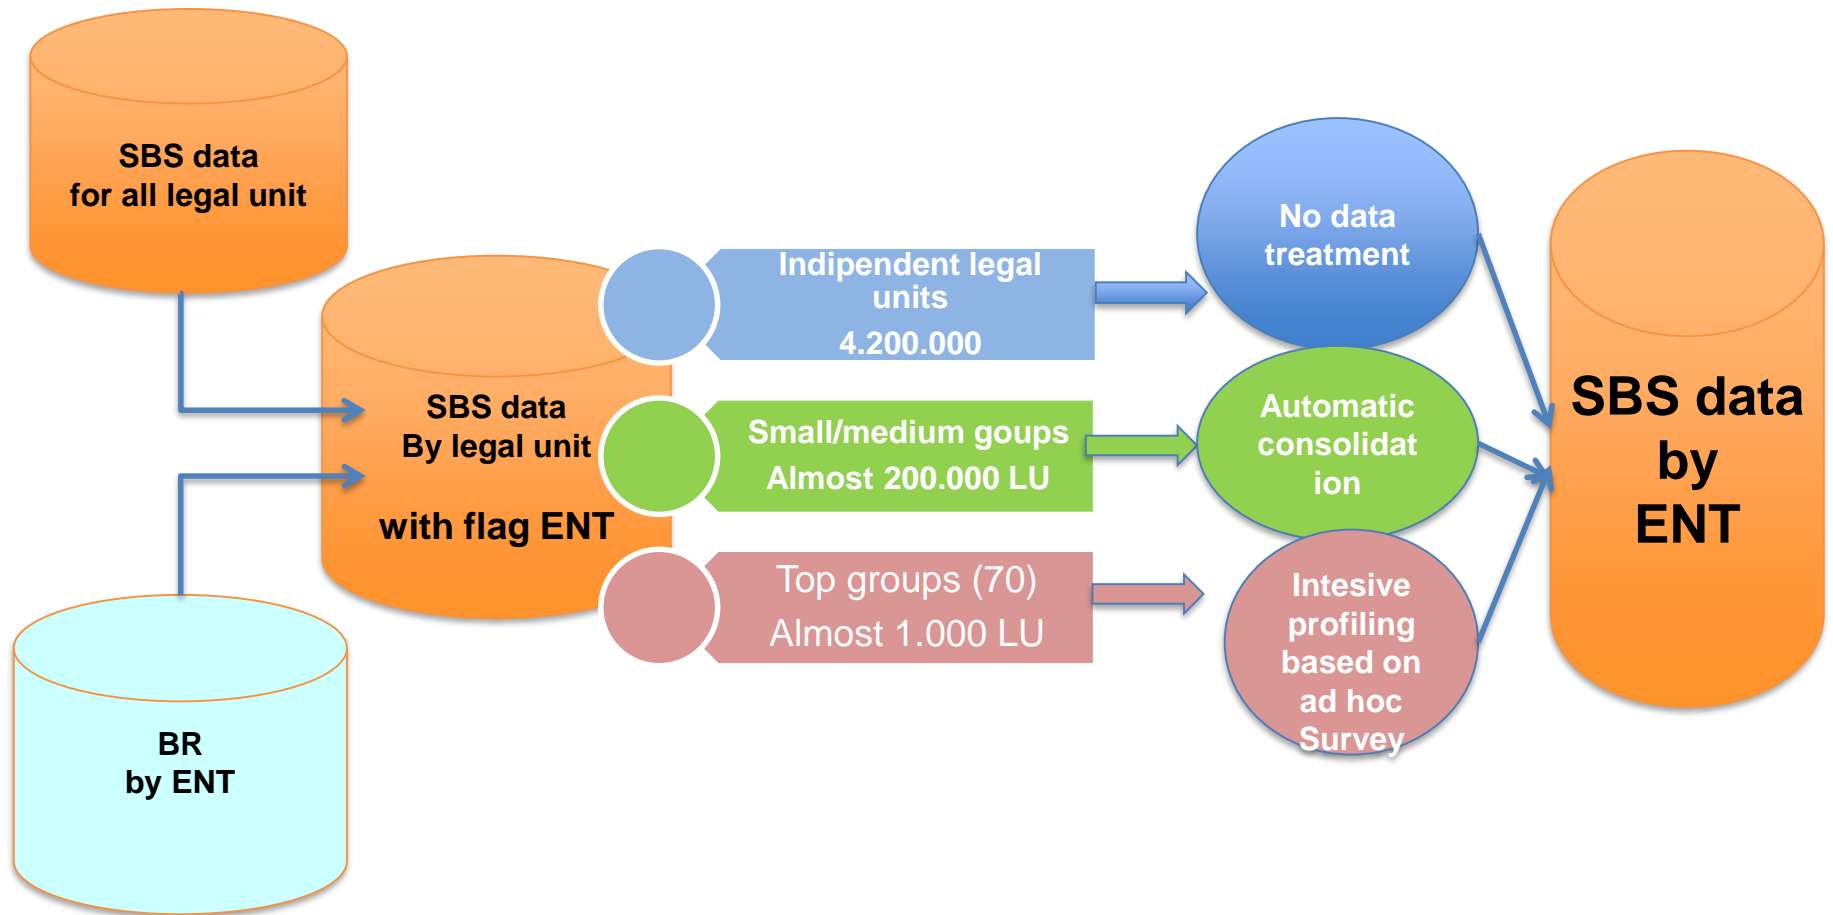 SBS data
for all legal unit
BR
by ENT
SBS data
By legal unit
with flag ENT
Indipendent legal
units
4.200.000
Small/medium goups
Almost 200.000 LU
Top groups (70)
Almost 1.000 LU
No data
treatment
Automatic
consolidat
ion
Intesive
profiling
based on
ad hoc
Survey
SBS data
by
ENT